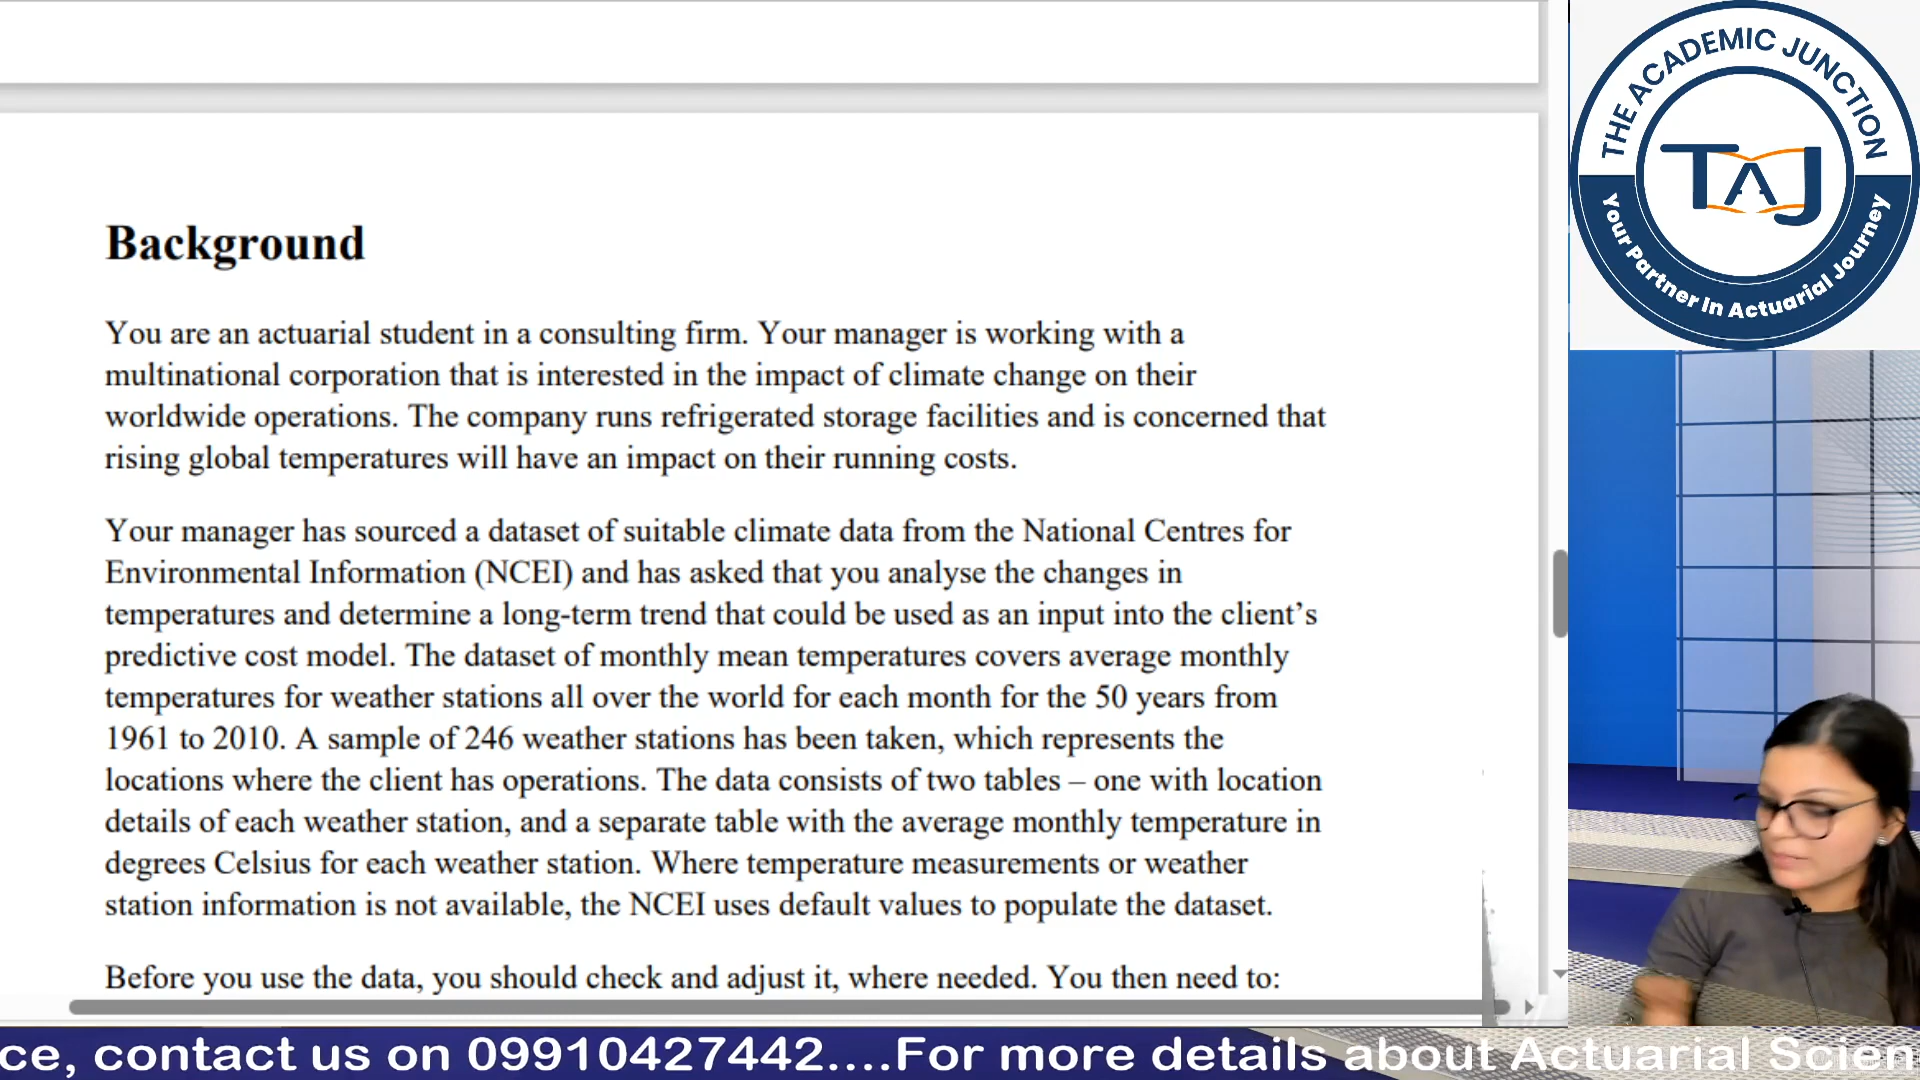 THE ACADEMIC JUNCTION
TAJ
Your Partner In Actuarial Journey
Background
You are an actuarial student in a consulting firm. Your manager is working with a
multinational corporation that is interested in the impact of climate change on their
worldwide operations. The company runs refrigerated storage facilities and is concerned that
rising global temperatures will have an impact on their running costs.
Your manager has sourced a dataset of suitable climate data from the National Centres for
Environmental Information (NCEI) and has asked that you analyse the changes in
temperatures and determine a long-term trend that could be used as an input into the client’s
predictive cost model. The dataset of monthly mean temperatures covers average monthly
temperatures for weather stations all over the world for each month for the 50 years from
1961 to 2010. A sample of 246 weather stations has been taken, which represents the
locations where the client has operations. The data consists of two tables – one with location
details of each weather station, and a separate table with the average monthly temperature in
degrees Celsius for each weather station. Where temperature measurements or weather
station information is not available, the NCEI uses default values to populate the dataset.
Before you use the data, you should check and adjust it, where needed. You then need to:
ce, contact us on 09910427442....For more details about Actuarial Scien